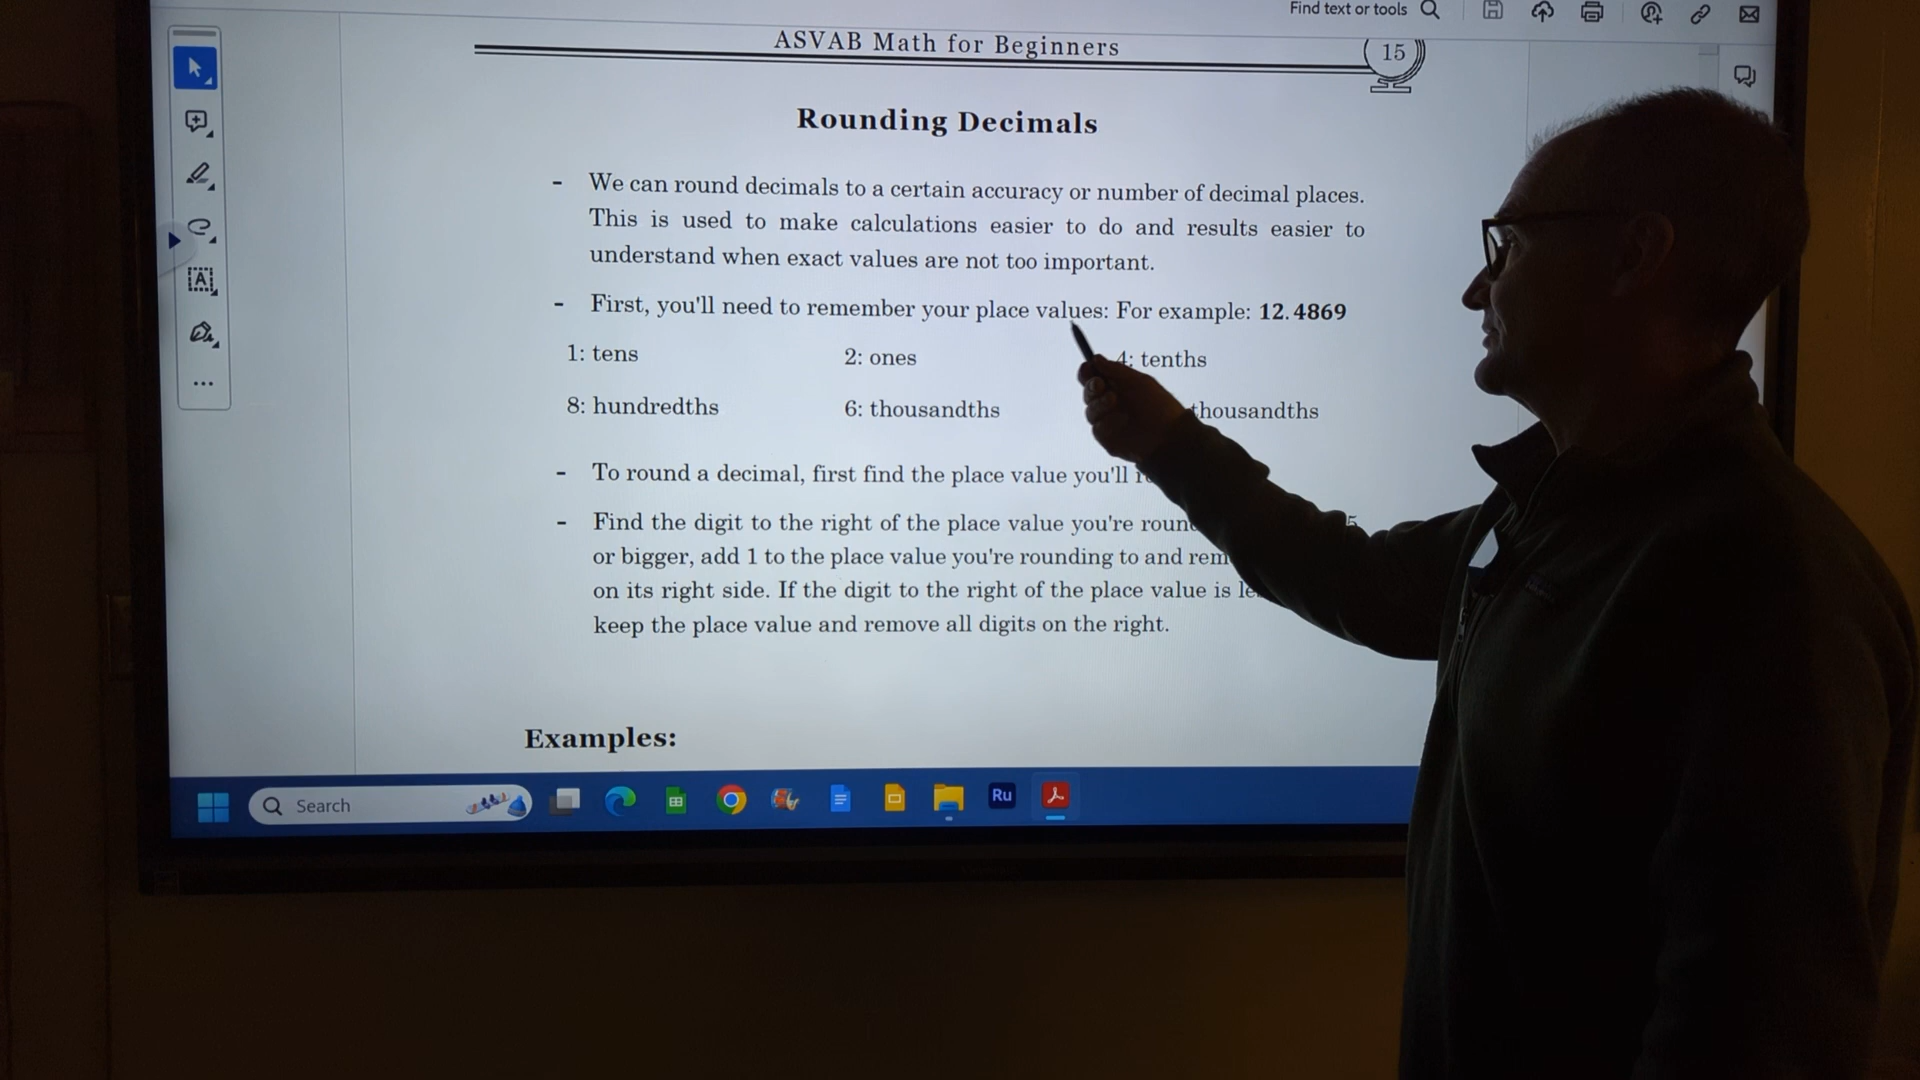 Find text or tools
ASVAB Math for Beginners 15
Rounding Decimals
- We can round decimals to a certain accuracy or number of decimal places.
This is used to make calculations easier to do and results easier to
understand when exact values are not too important.
- First, you'll need to remember your place values: For example: 12.4869
1: tens 2: ones 4: tenths
8: hundredths 6: thousandths thousandths
- To round a decimal, first find the place value you'll
- Find the digit to the right of the place value you're 5
or bigger, add 1 to the place value you're rounding to and
on its right side. If the digit to the right of the place value is
keep the place value and remove all digits on the right.
Examples:
Search
Ru